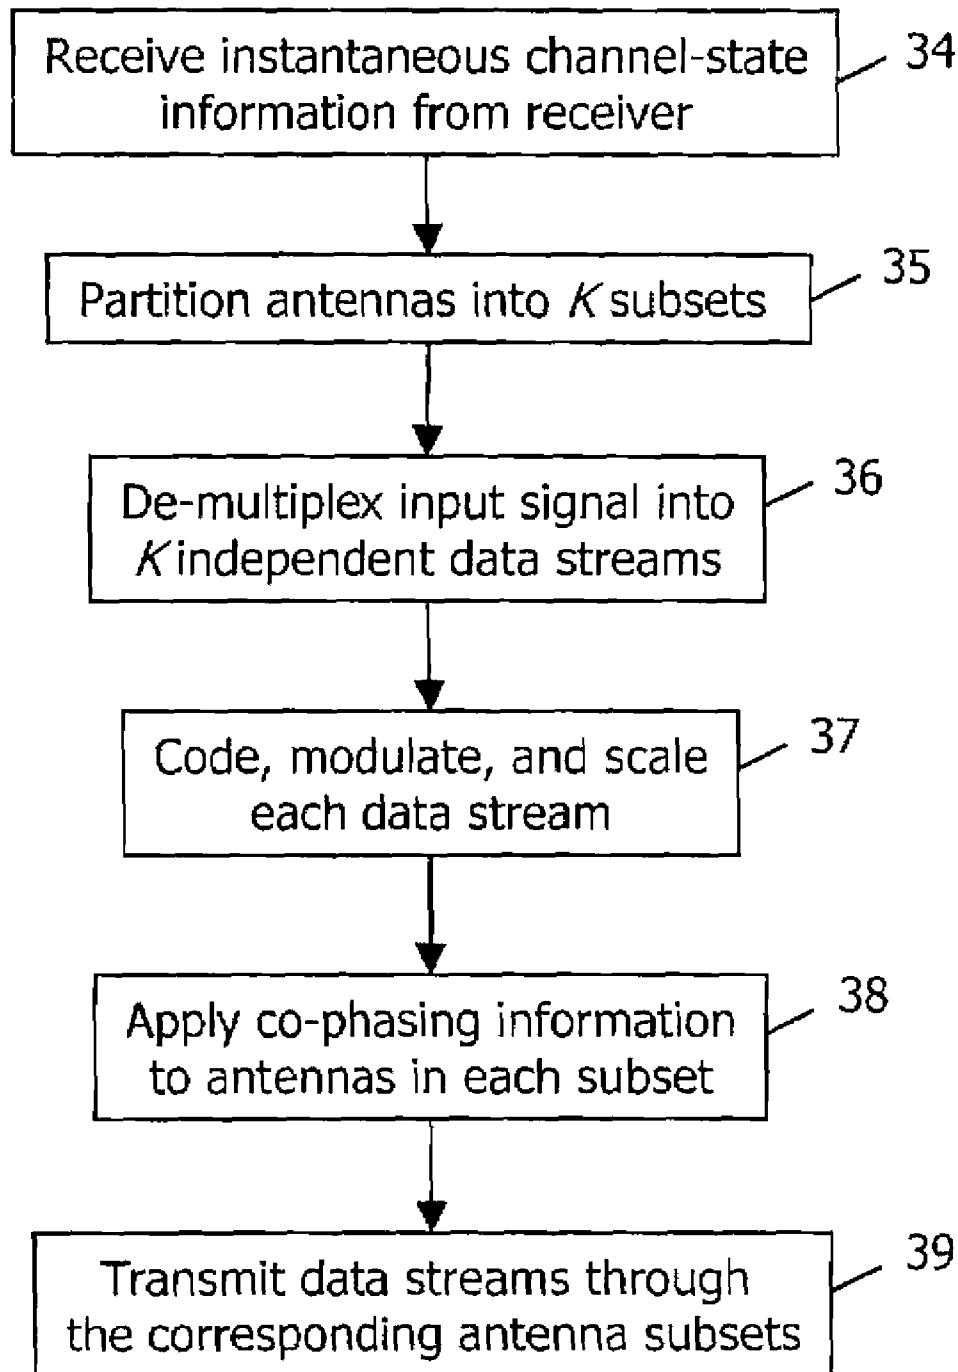 Receive instantaneous channel-state
information from receiver
34
Partition antennas into K subsets
35
De-multiplex input signal into
K independent data streams
36
Code, modulate, and scale
each data stream
37
Apply co-phasing information
to antennas in each subset
38
Transmit data streams through
the corresponding antenna subsets
39